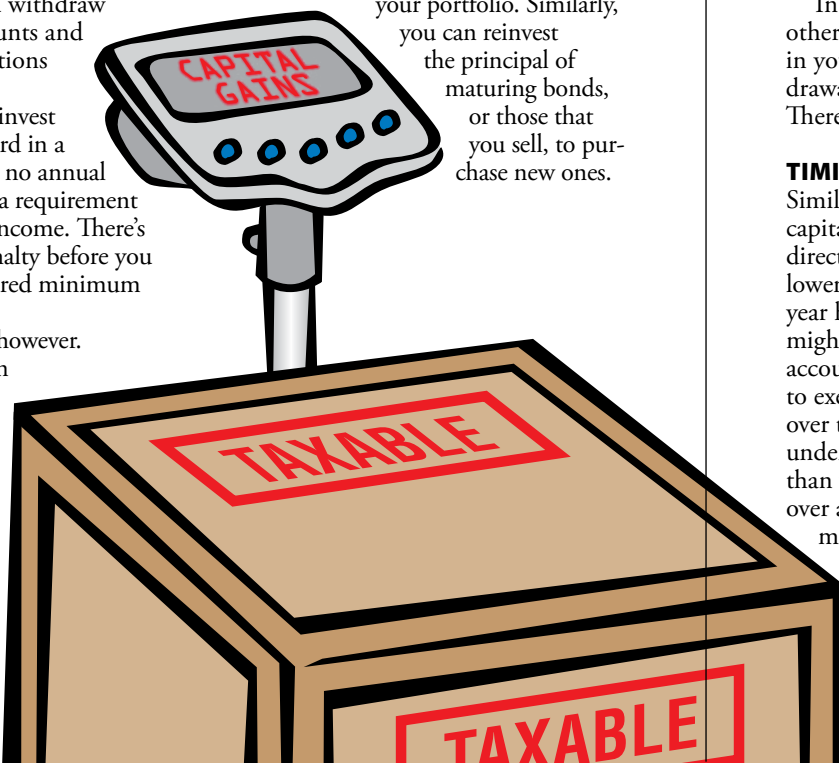 withdraw
unts and
tions
invest
rd in a
no annual
a requirement
ncome. There’s
nalty before you
red minimum
however.
n
your portfolio. Similarly,
you can reinvest
the principal of
maturing bonds,
or those that
you sell, to pur-
chase new ones.
CAPITAL
GAINS
TAXABLE
TAXABLE
In
other
in yo
drawa
There
TIMI
Simil
capita
direct
lower
year h
migh
accou
to exe
over t
unde
than
over a
m